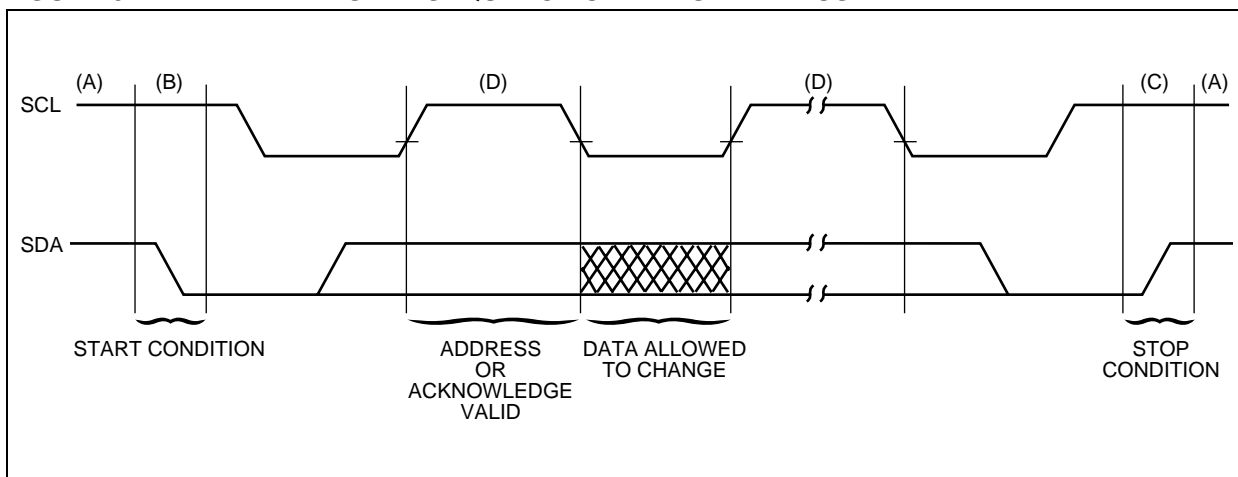 (A) (B) (D) (D) (C) (A)
SCL
SDA
START CONDITION
ADDRESS
OR
ACKNOWLEDGE
VALID
DATA ALLOWED
TO CHANGE
STOP
CONDITION